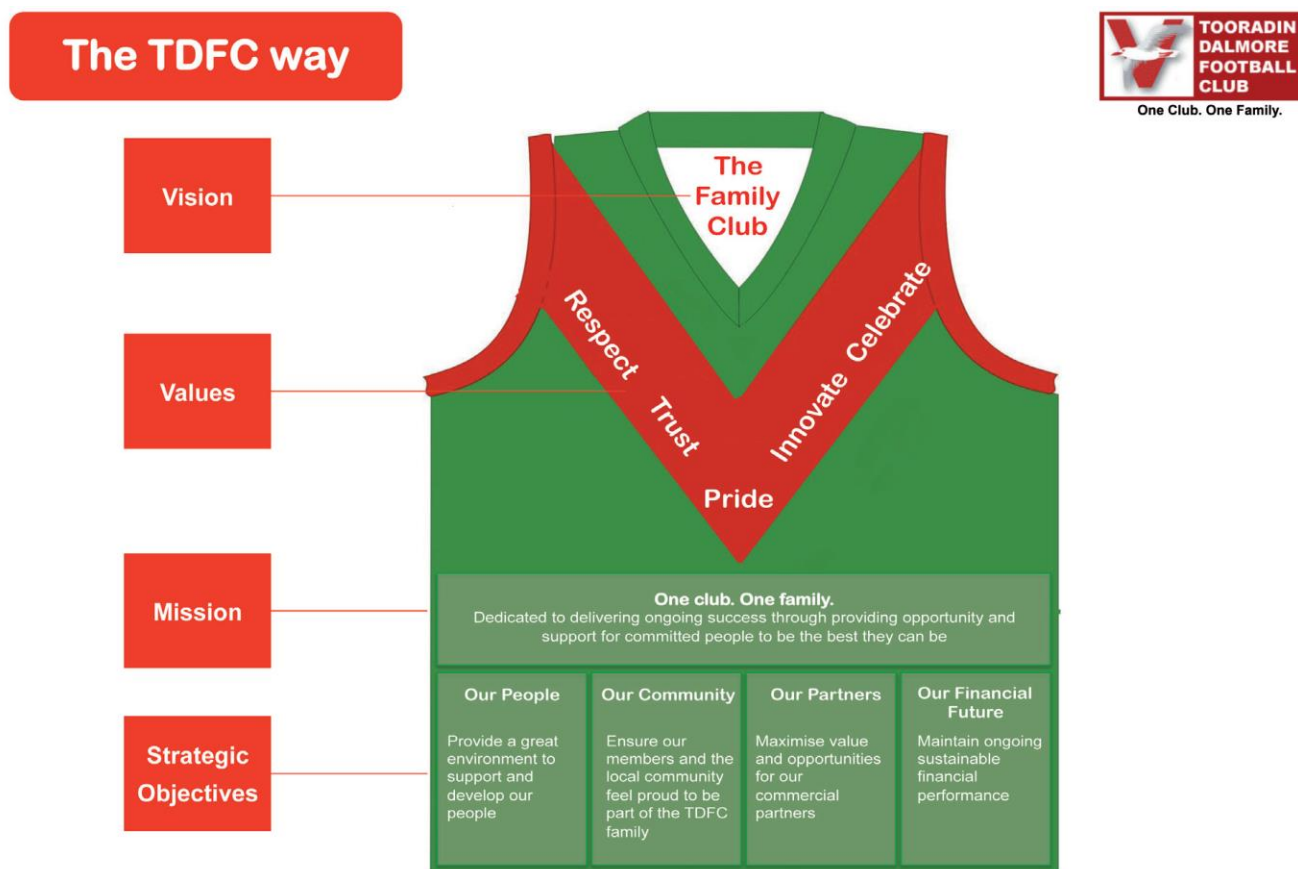 The TDFC way
TOORADIN
DALMORE
FOOTBALL
CLUB
One Club. One Family.
Vision
The
Family
Club
Values
Respect
Trust
Pride
Innovate
Celebrate
Mission
One club. One family.
Dedicated to delivering ongoing success through providing opportunity and
support for committed people to be the best they can be
Strategic
Objectives
Our People
Provide a great
environment to
support and
develop our
people
Our Community
Ensure our
members and the
local community
feel proud to be
part of the TDFC
family
Our Partners
Maximise value
and opportunities
for our
commercial
partners
Our Financial
Future
Maintain ongoing
sustainable
financial
performance